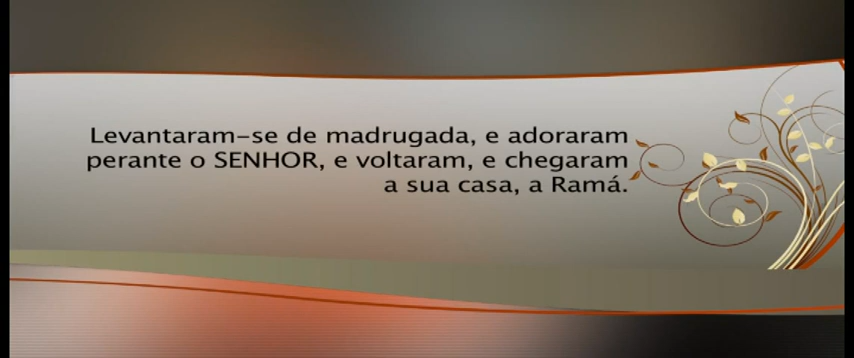 Levantaram-se de madrugada, e adoraram
perante o SENHOR, e voltaram, e chegaram
a sua casa, a Ramá.